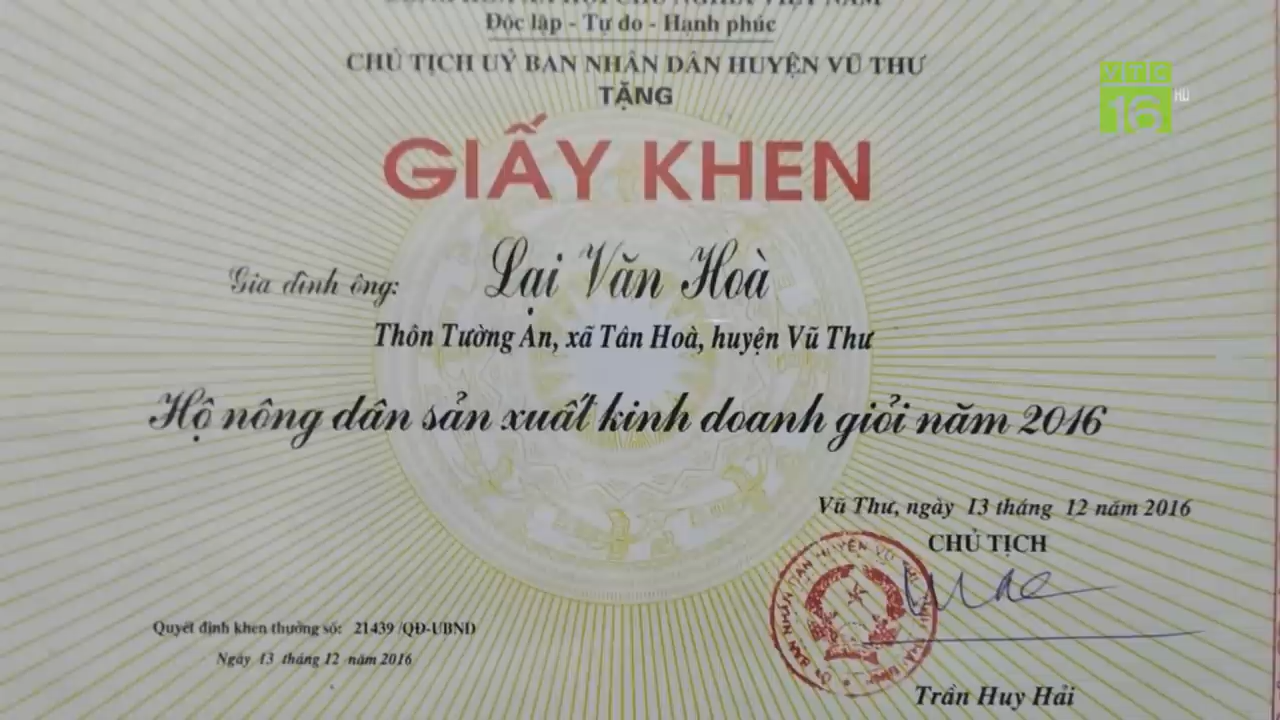 Độc lập - Tự do - Hạnh phúc
CHỦ TỊCH UỶ BAN NHÂN DÂN HUYỆN VŨ THƯ
TẶNG
VTC
16
HD
GIẤY KHEN
Gia đình ông: Lại Văn Hoà
Thôn Tường An, xã Tân Hoà, huyện Vũ Thư
Hộ nông dân sản xuất kinh doanh giỏi năm 2016
Vũ Thư, ngày 13 tháng 12 năm 2016
CHỦ TỊCH
Quyết định khen thưởng số: 21439 /QĐ-UBND
Ngày 13 tháng 12 năm 2016
Trần Huy Hải